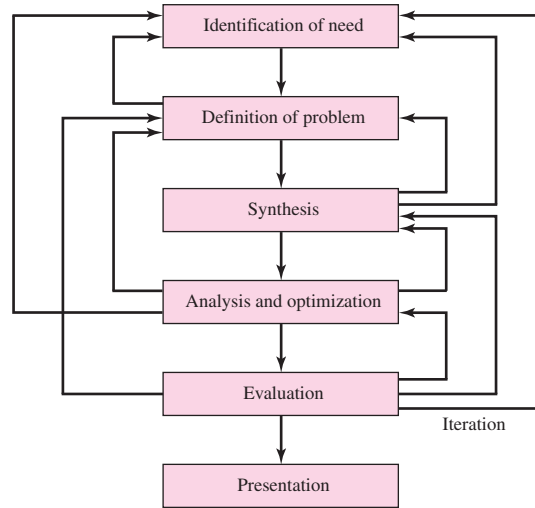 Identification of need
Definition of problem
Synthesis
Analysis and optimization
Evaluation
Iteration
Presentation